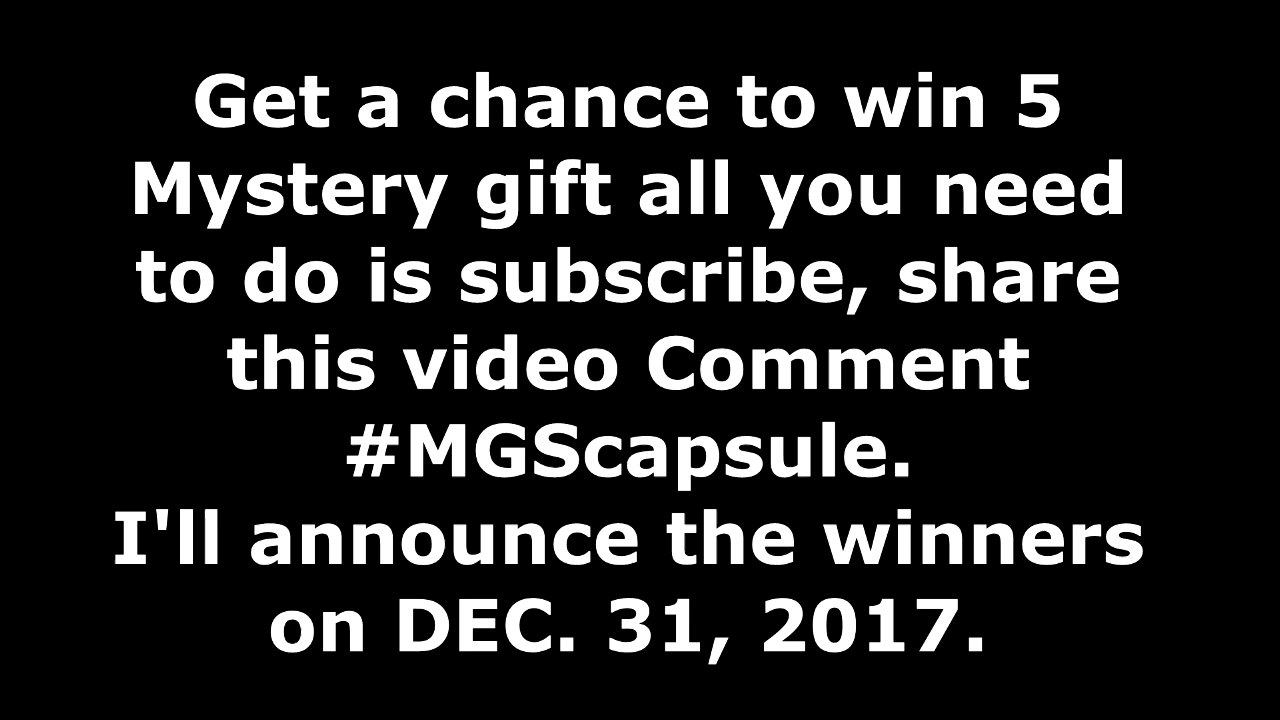 Get a chance to win 5
Mystery gift all you need
to do is subscribe, share
this video Comment
#MGScapsule.
I'll announce the winners
on DEC. 31, 2017.